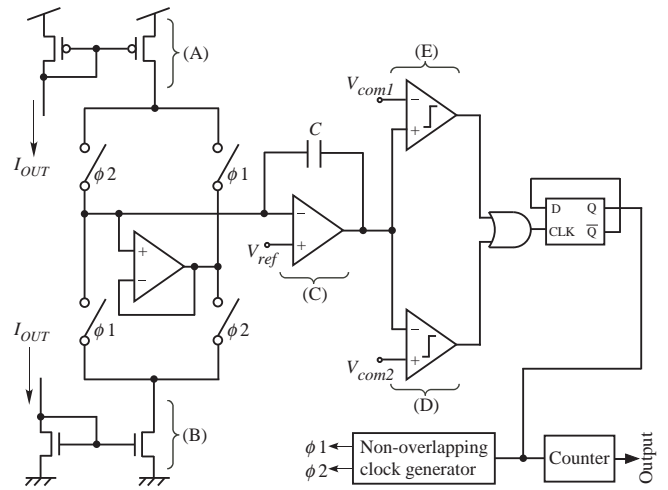 (A)
(E)
V_com1
−
+
C
I_OUT
ϕ2
ϕ1
−
+
V_ref
(C)
+
−
D Q
CLK Q̅
ϕ1
ϕ2
−
+
V_com2
(D)
I_OUT
(B)
ϕ1
ϕ2
Non-overlapping
clock generator
Counter
Output